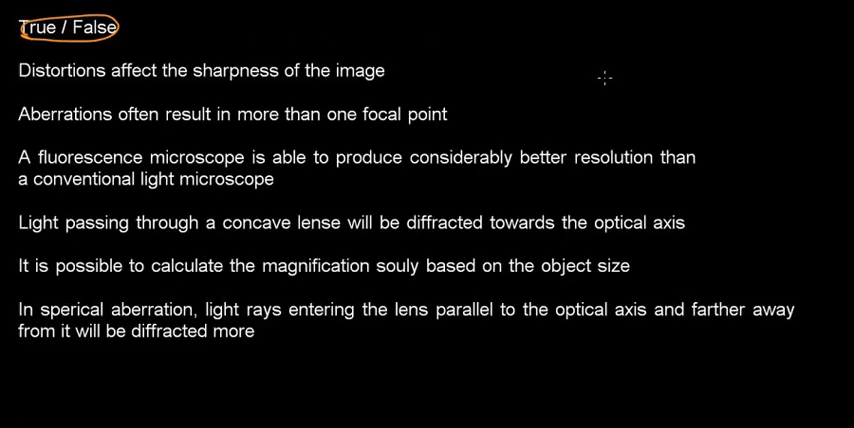 True / False
Distortions affect the sharpness of the image
Aberrations often result in more than one focal point
A fluorescence microscope is able to produce considerably better resolution than
a conventional light microscope
Light passing through a concave lense will be diffracted towards the optical axis
It is possible to calculate the magnification souly based on the object size
In sperical aberration, light rays entering the lens parallel to the optical axis and farther away
from it will be diffracted more